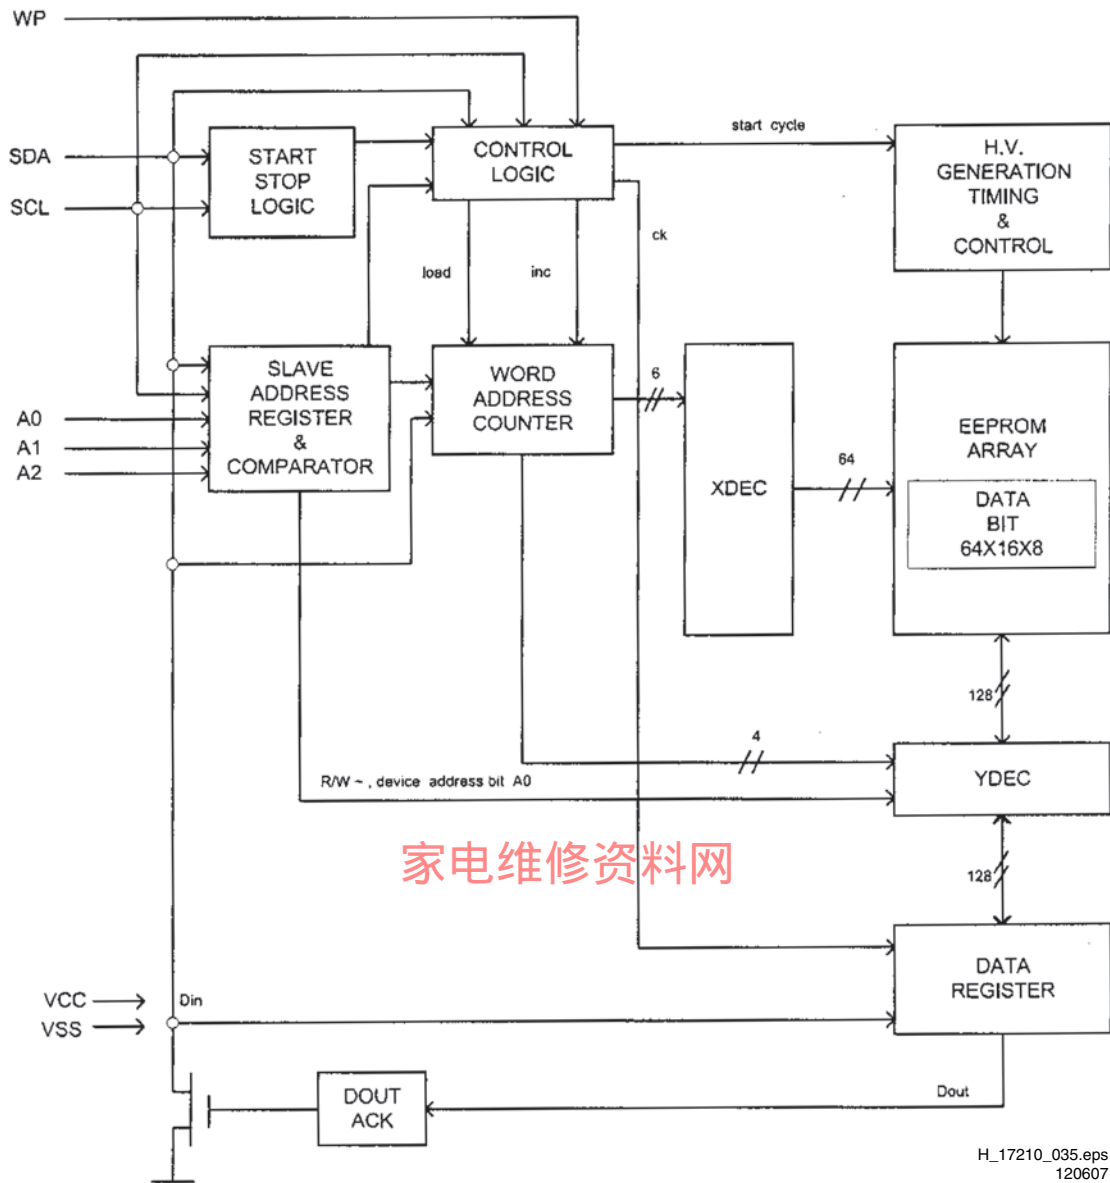 WP
start cycle
SDA
SCL
START
STOP
LOGIC
CONTROL
LOGIC
H.V.
GENERATION
TIMING
&
CONTROL
load
inc
ck
SLAVE
ADDRESS
REGISTER
&
COMPARATOR
WORD
ADDRESS
COUNTER
6
A0
A1
A2
XDEC
64
EEPROM
ARRAY
DATA
BIT
64X16X8
128
4
R/W ~ , device address bit A0
YDEC
家电维修资料网
128
DATA
REGISTER
VCC
VSS
Din
DOUT
ACK
Dout
H_17210_035.eps
120607